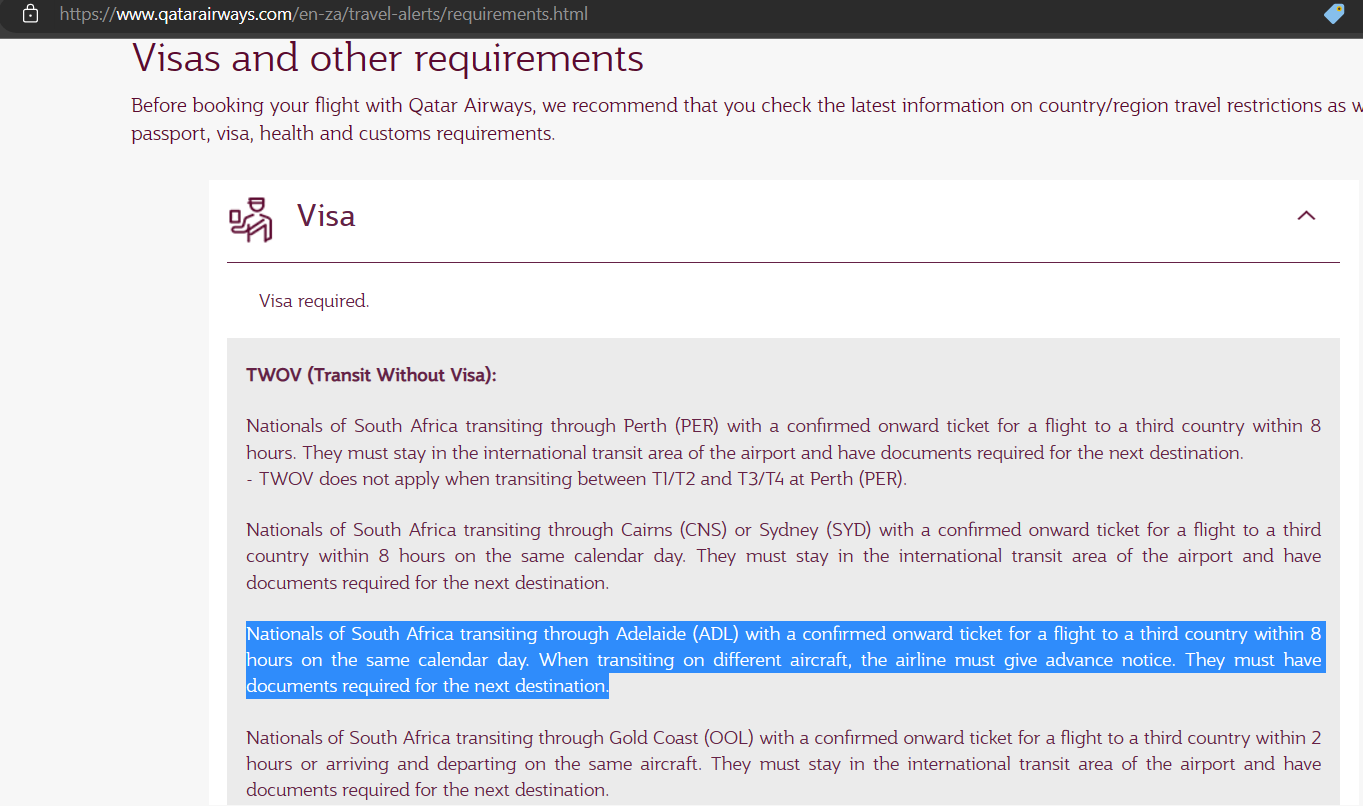 https://www.qatarairways.com/en-za/travel-alerts/requirements.html
Visas and other requirements
Before booking your flight with Qatar Airways, we recommend that you check the latest information on country/region travel restrictions as
passport, visa, health and customs requirements.
Visa
Visa required.
TWOV (Transit Without Visa):
Nationals of South Africa transiting through Perth (PER) with a confirmed onward ticket for a flight to a third country within 8
hours. They must stay in the international transit area of the airport and have documents required for the next destination.
- TWOV does not apply when transiting between T1/T2 and T3/T4 at Perth (PER).
Nationals of South Africa transiting through Cairns (CNS) or Sydney (SYD) with a confirmed onward ticket for a flight to a third
country within 8 hours on the same calendar day. They must stay in the international transit area of the airport and have
documents required for the next destination.
Nationals of South Africa transiting through Adelaide (ADL) with a confirmed onward ticket for a flight to a third country within 8
hours on the same calendar day. When transiting on different aircraft, the airline must give advance notice. They must have
documents required for the next destination.
Nationals of South Africa transiting through Gold Coast (OOL) with a confirmed onward ticket for a flight to a third country within 2
hours or arriving and departing on the same aircraft. They must stay in the international transit area of the airport and have
documents required for the next destination.